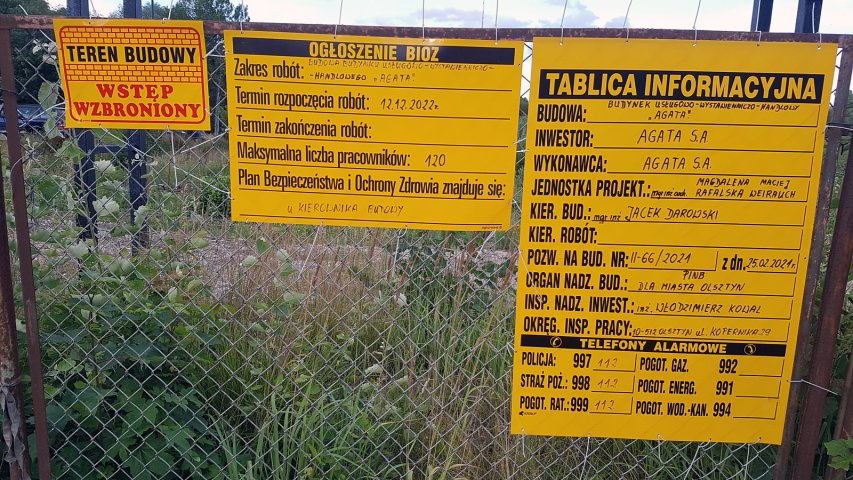 TEREN BUDOWY
WSTĘP
WZBRONIONY
OGŁOSZENIE BIOZ
Zakres robót: BUDOWA BUDYNKU USŁUGOWO-WYSTAWIENNICZO-
-HANDLOWEGO „AGATA"
Termin rozpoczęcia robót: 12.12.2022r.
Termin zakończenia robót:
Maksymalna liczba pracowników: 120
Plan Bezpieczeństwa i Ochrony Zdrowia znajduje się:
u KIEROWNIKA BUDOWY
TABLICA INFORMACYJNA
BUDYNEK USŁUGOWO-WYSTAWIENNICZO-HANDLOWY
BUDOWA: „AGATA"
INWESTOR: AGATA S.A.
WYKONAWCA: AGATA S.A.
MAGDALENA MACIEJ
JEDNOSTKA PROJEKT.: mgr inż. arch. RAFALSKA WEIRAUCH
KIER. BUD.: mgr inż. JACEK DAROWSKI
KIER. ROBÓT:
POZW. NA BUD. NR: II-66/2021 z dn. 25.02.2021r.
PINB
ORGAN NADZ. BUD.: DLA MIASTA OLSZTYN
INSP. NADZ. INWEST.: inż. WŁODZIMIERZ KOWAL
OKRĘG. INSP. PRACY: 10-512 OLSZTYN ul. KOPERNIKA 29
TELEFONY ALARMOWE
POLICJA: 997 112 POGOT. GAZ. 992
STRAŻ POŻ.: 998 112 POGOT. ENERG. 991
POGOT. RAT.: 999 112 POGOT. WOD.-KAN. 994